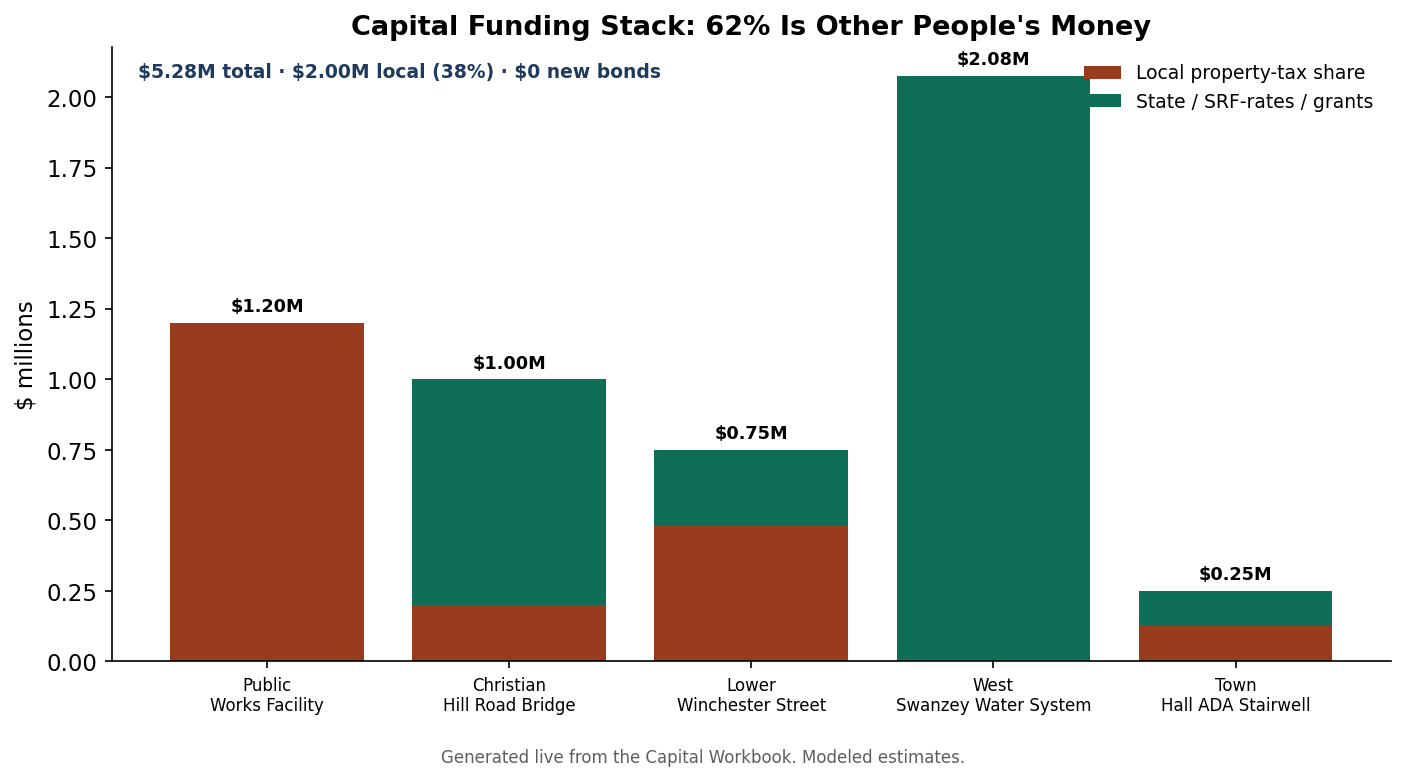 Capital Funding Stack: 62% Is Other People's Money
$5.28M total · $2.00M local (38%) · $0 new bonds
Local property-tax share
State / SRF-rates / grants
$ millions
2.00
1.75
1.50
1.25
1.00
0.75
0.50
0.25
0.00
$1.20M
$1.00M
$0.75M
$2.08M
$0.25M
Public
Works Facility
Christian
Hill Road Bridge
Lower
Winchester Street
West
Swanzey Water System
Town
Hall ADA Stairwell
Generated live from the Capital Workbook. Modeled estimates.